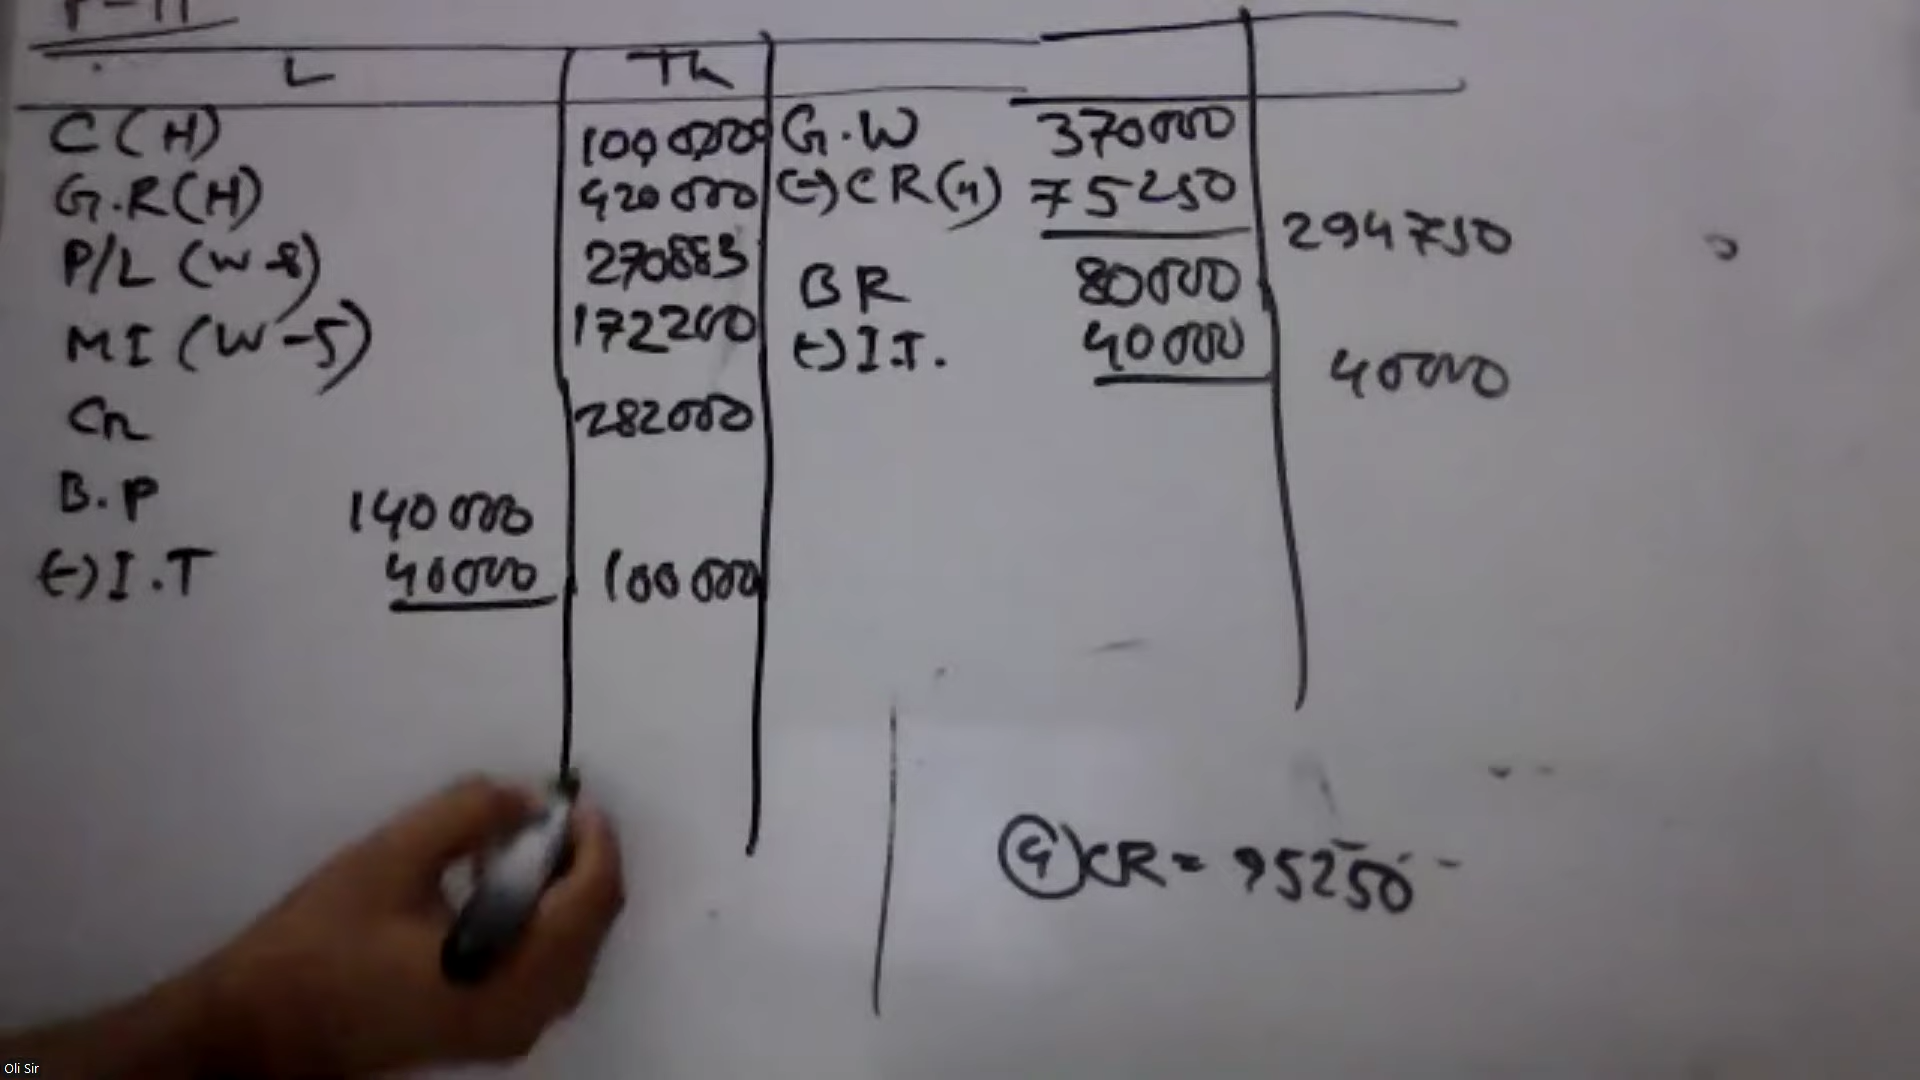 L Tk
C (H) 1000000
G.R (H) 420000
P/L (W-8) 270883
MI (W-5) 172200
Cr 282000
B.P 140000
(-) I.T 40000 100000
G.W 370000
(-) CR (4) 75250 294750
BR 80000
(-) I.T. 40000 40000
④ CR = 95250
Oli Sir